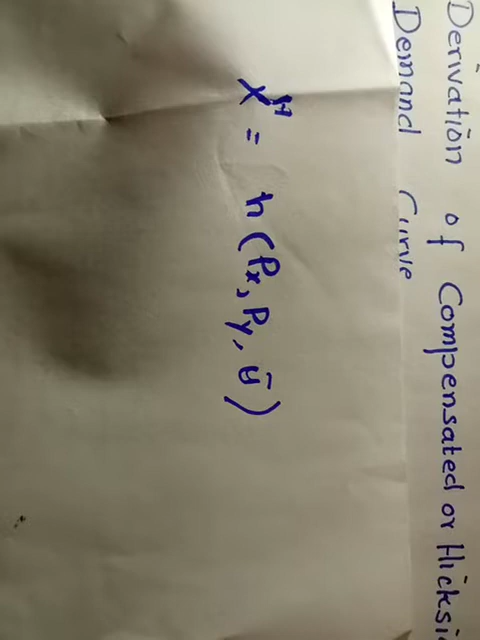 Derivation of Compensated or Hicksi
Demand Curve
X^H = h (Px, Py, ū)